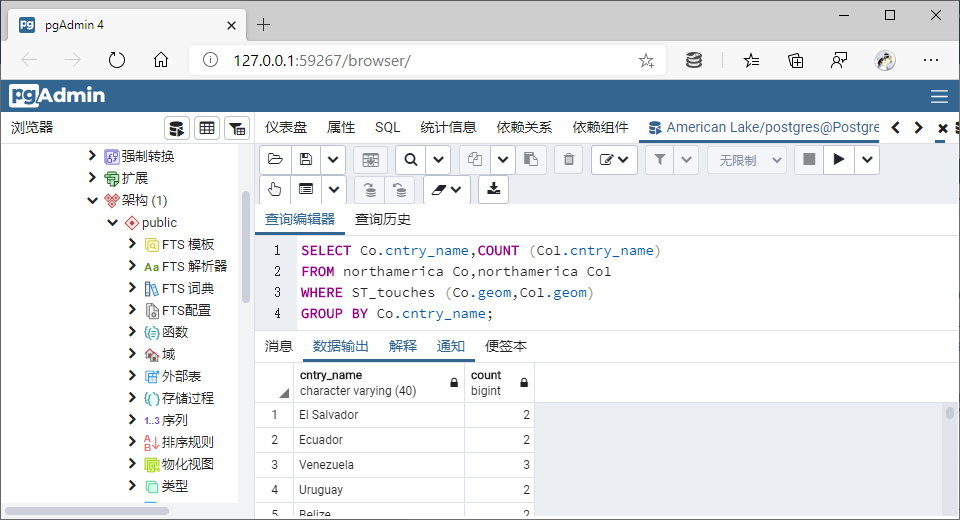 pgAdmin 4
127.0.0.1:59267/browser/
pgAdmin
浏览器
仪表盘 属性 SQL 统计信息 依赖关系 依赖组件 American Lake/postgres@Postgre
强制转换
扩展
架构 (1)
public
FTS 模板
FTS 解析器
FTS 词典
FTS配置
函数
域
外部表
存储过程
序列
排序规则
物化视图
类型
无限制
查询编辑器 查询历史
1 SELECT Co.cntry_name,COUNT (Col.cntry_name)
2 FROM northamerica Co,northamerica Col
3 WHERE ST_touches (Co.geom,Col.geom)
4 GROUP BY Co.cntry_name;
消息 数据输出 解释 通知 便签本
cntry_name count
character varying (40) bigint
1 El Salvador 2
2 Ecuador 2
3 Venezuela 3
4 Uruguay 2
5 Belize 2